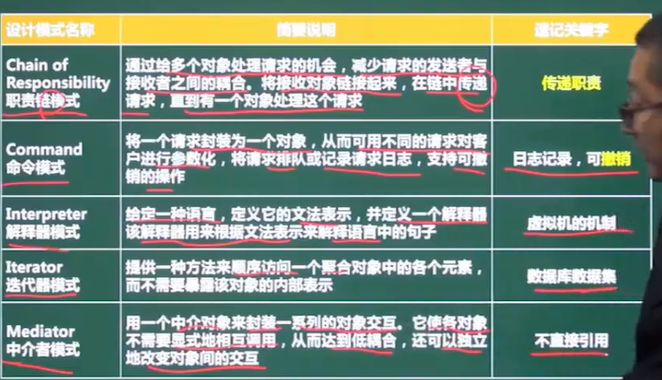 设计模式名称 简要说明 速记关键字
Chain of
Responsibility
职责链模式
通过给多个对象处理请求的机会，减少请求的发送者与
接收者之间的耦合。将接收对象链接起来，在链中传递
请求，直到有一个对象处理这个请求
传递职责
Command
命令模式
将一个请求封装为一个对象，从而可用不同的请求对客
户进行参数化，将请求排队或记录请求日志，支持可撤
销的操作
日志记录，可撤销
Interpreter
解释器模式
给定一种语言，定义它的文法表示，并定义一个解释器
该解释器用来根据文法表示来解释语言中的句子
虚拟机的机制
Iterator
迭代器模式
提供一种方法来顺序访问一个聚合对象中的各个元素，
而不需要暴露该对象的内部表示
数据库数据集
Mediator
中介者模式
用一个中介对象来封装一系列的对象交互。它使各对象
不需要显式地相互调用，从而达到低耦合，还可以独立
地改变对象间的交互
不直接引用